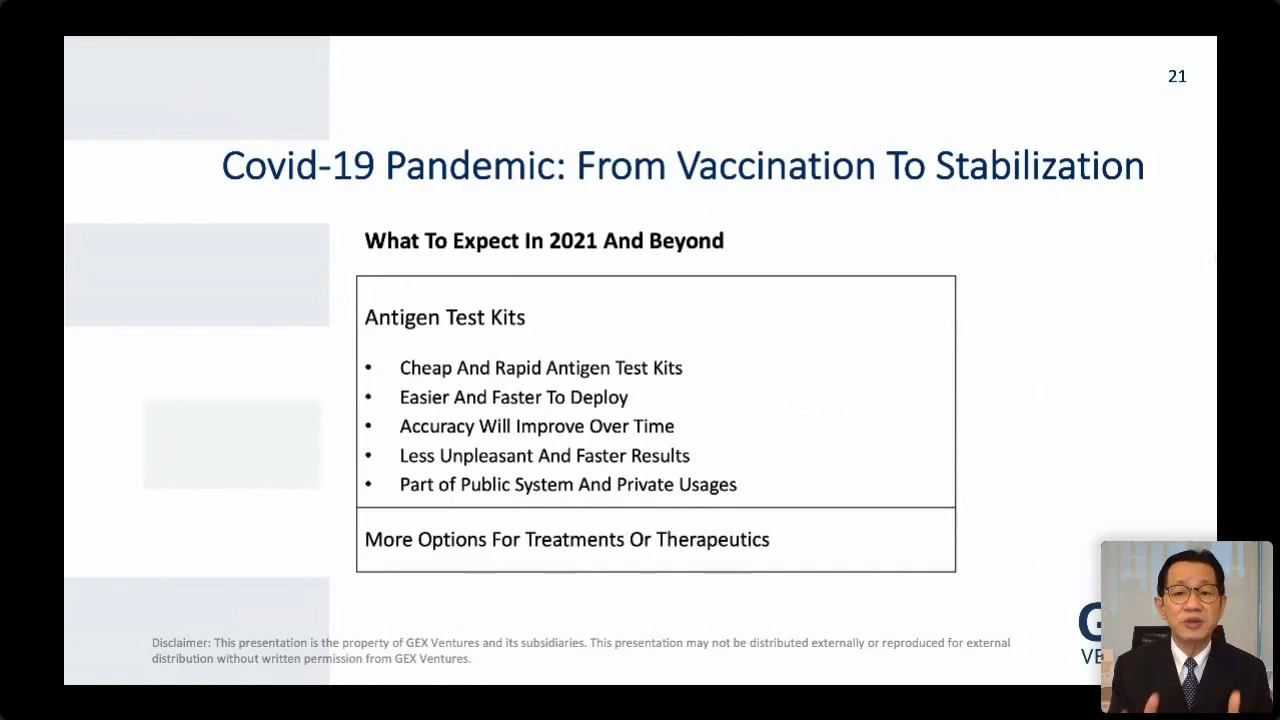 21
Covid-19 Pandemic: From Vaccination To Stabilization
What To Expect In 2021 And Beyond
Antigen Test Kits
• Cheap And Rapid Antigen Test Kits
• Easier And Faster To Deploy
• Accuracy Will Improve Over Time
• Less Unpleasant And Faster Results
• Part of Public System And Private Usages
More Options For Treatments Or Therapeutics
Disclaimer: This presentation is the property of GEX Ventures and its subsidiaries. This presentation may not be distributed externally or reproduced for external
distribution without written permission from GEX Ventures.